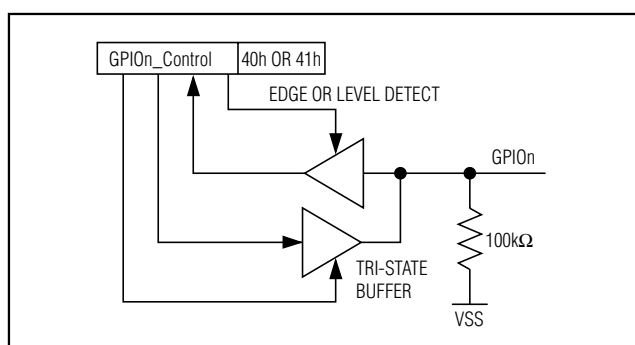 GPIOn_Control 40h OR 41h
EDGE OR LEVEL DETECT
GPIOn
100kΩ
TRI-STATE
BUFFER
VSS